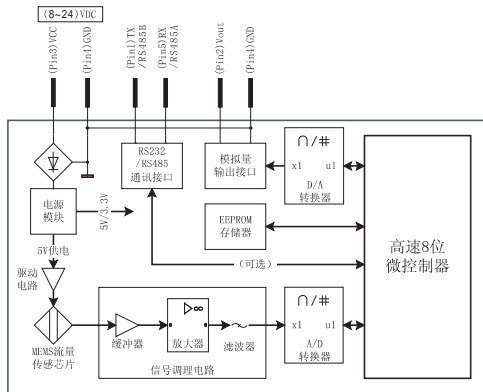 (8~24)VDC
(Pin3)VCC
(Pin4)GND
(Pin1)TX
/RS485B
(Pin5)RX
/RS485A
(Pin2)Vout
(Pin4)GND
RS232
/RS485
通讯接口
模拟量
输出接口
∩/#
x1
u1
D/A
转换器
电源
模块
5V/3.3V
EEPROM
存储器
高速8位
微控制器
5V供电
(可选)
驱动
电路
∞
∩/#
x1
u1
缓冲器
放大器
滤波器
A/D
转换器
MEMS流量
传感芯片
信号调理电路